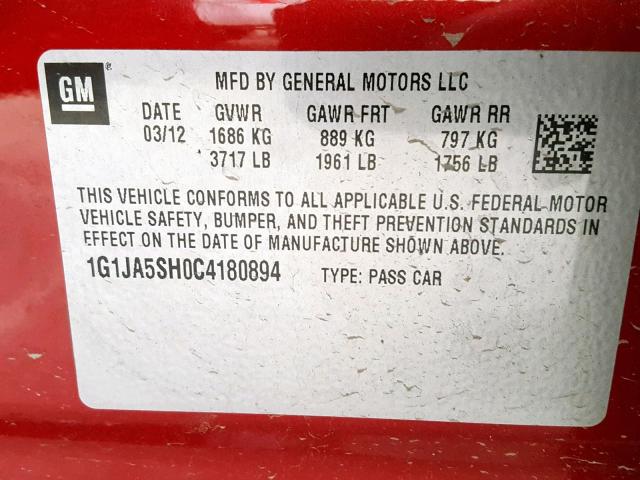 GM® MFD BY GENERAL MOTORS LLC
DATE GVWR GAWR FRT GAWR RR
03/12 1686 KG 889 KG 797 KG
3717 LB 1961 LB 1756 LB
THIS VEHICLE CONFORMS TO ALL APPLICABLE U.S. FEDERAL MOTOR
VEHICLE SAFETY, BUMPER, AND THEFT PREVENTION STANDARDS IN
EFFECT ON THE DATE OF MANUFACTURE SHOWN ABOVE.
1G1JA5SH0C4180894 TYPE: PASS CAR